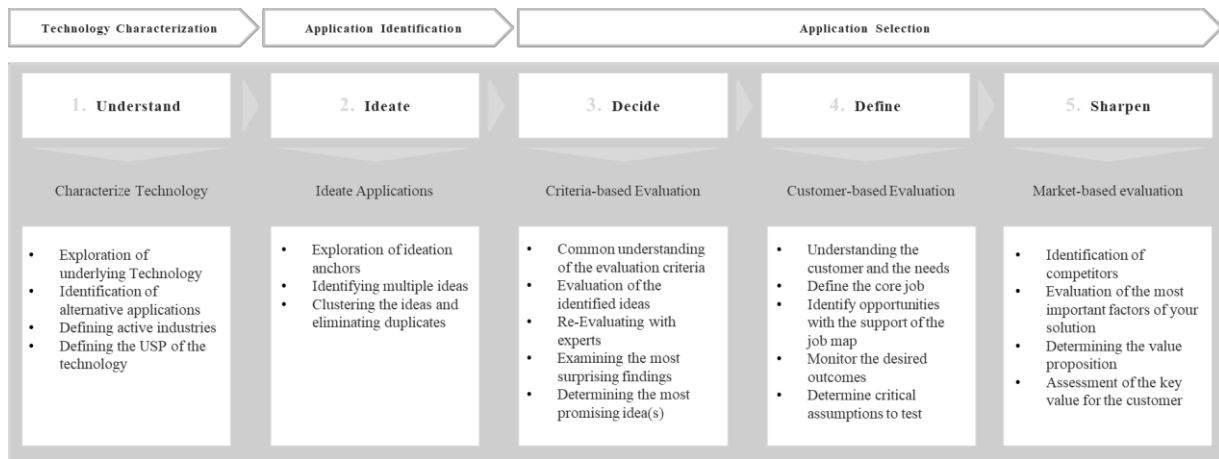 Technology Characterization
Application Identification
Application Selection
1. Understand
2. Ideate
3. Decide
4. Define
5. Sharpen
Characterize Technology
Ideate Applications
Criteria-based Evaluation
Customer-based Evaluation
Market-based evaluation
• Exploration of
underlying Technology
• Identification of
alternative applications
• Defining active industries
• Defining the USP of the
technology
• Exploration of ideation
anchors
• Identifying multiple ideas
• Clustering the ideas and
eliminating duplicates
• Common understanding
of the evaluation criteria
• Evaluation of the
identified ideas
• Re-Evaluating with
experts
• Examining the most
surprising findings
• Determining the most
promising idea(s)
• Understanding the
customer and the needs
• Define the core job
• Identify opportunities
with the support of the
job map
• Monitor the desired
outcomes
• Determine critical
assumptions to test
• Identification of
competitors
• Evaluation of the most
important factors of your
solution
• Determining the value
proposition
• Assessment of the key
value for the customer